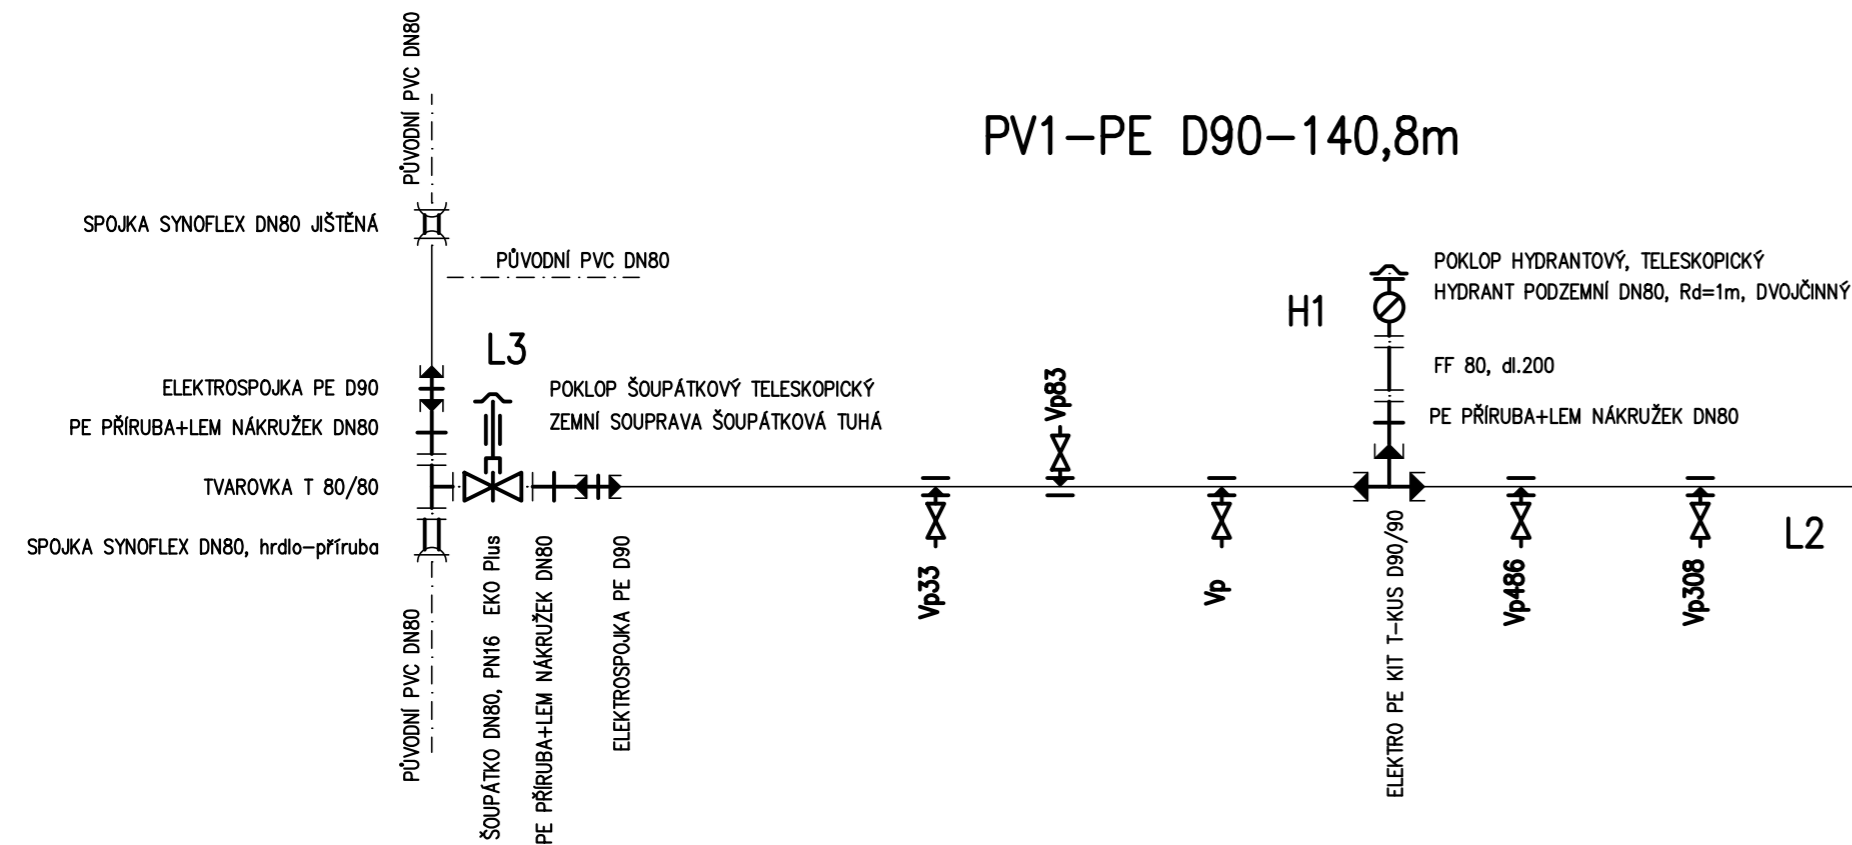 PŮVODNÍ PVC DN80
PV1-PE D90-140,8m
SPOJKA SYNOFLEX DN80 JIŠTĚNÁ
PŮVODNÍ PVC DN80
POKLOP HYDRANTOVÝ, TELESKOPICKÝ
HYDRANT PODZEMNÍ DN80, Rd=1m, DVOJČINNÝ
H1
L3
FF 80, dl.200
ELEKTROSPOJKA PE D90
POKLOP ŠOUPÁTKOVÝ TELESKOPICKÝ
Vp83
PE PŘÍRUBA+LEM NÁKRUŽEK DN80
ZEMNÍ SOUPRAVA ŠOUPÁTKOVÁ TUHÁ
PE PŘÍRUBA+LEM NÁKRUŽEK DN80
TVAROVKA T 80/80
SPOJKA SYNOFLEX DN80, hrdlo-příruba
L2
PŮVODNÍ PVC DN80
ŠOUPÁTKO DN80, PN16 EKO Plus
PE PŘÍRUBA+LEM NÁKRUŽEK DN80
ELEKTROSPOJKA PE D90
Vp33
Vp
ELEKTRO PE KIT T-KUS D90/90
Vp486
Vp308